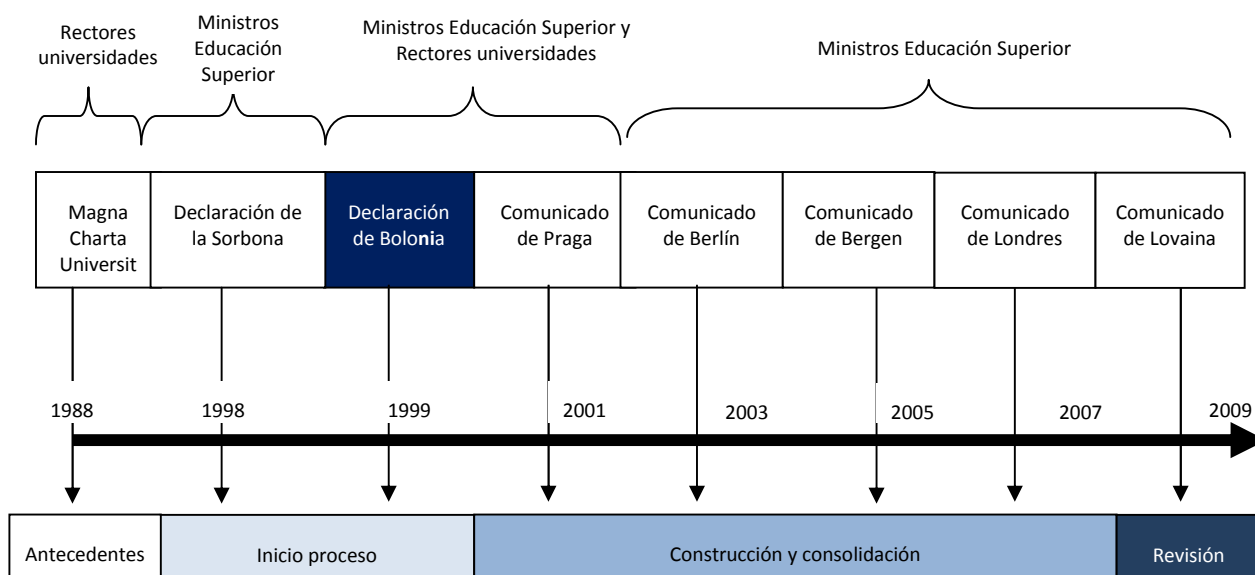 Rectores
universidades
Ministros
Educación
Superior
Ministros Educación Superior y
Rectores universidades
Ministros Educación Superior
Magna
Charta
Universit
Declaración de
la Sorbona
Declaración
de Bolonia
Comunicado
de Praga
Comunicado
de Berlín
Comunicado
de Bergen
Comunicado
de Londres
Comunicado
de Lovaina
1988
1998
1999
2001
2003
2005
2007
2009
Antecedentes
Inicio proceso
Construcción y consolidación
Revisión